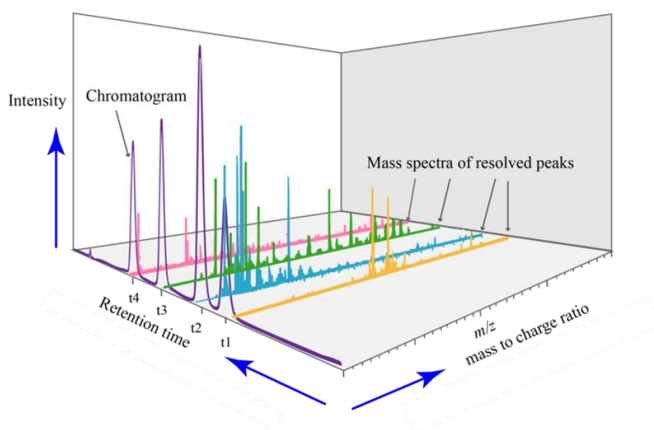 Intensity
Chromatogram
Mass spectra of resolved peaks
t4
t3
t2
t1
Retention time
m/z
mass to charge ratio